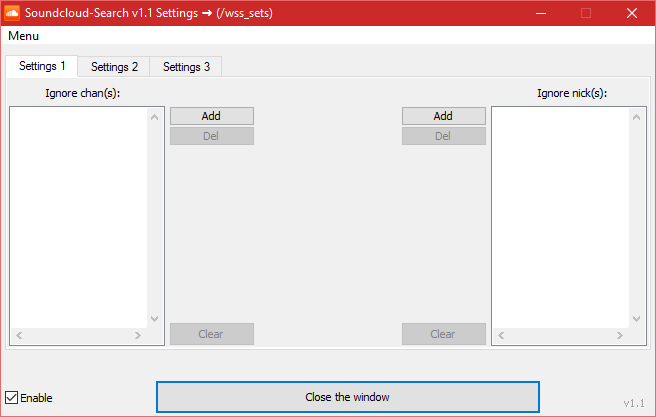 Soundcloud-Search v1.1 Settings ➔ (/wss_sets)
Menu
Settings 1 Settings 2 Settings 3
Ignore chan(s): Ignore nick(s):
Add Add
Del Del
Clear Clear
Enable Close the window v1.1